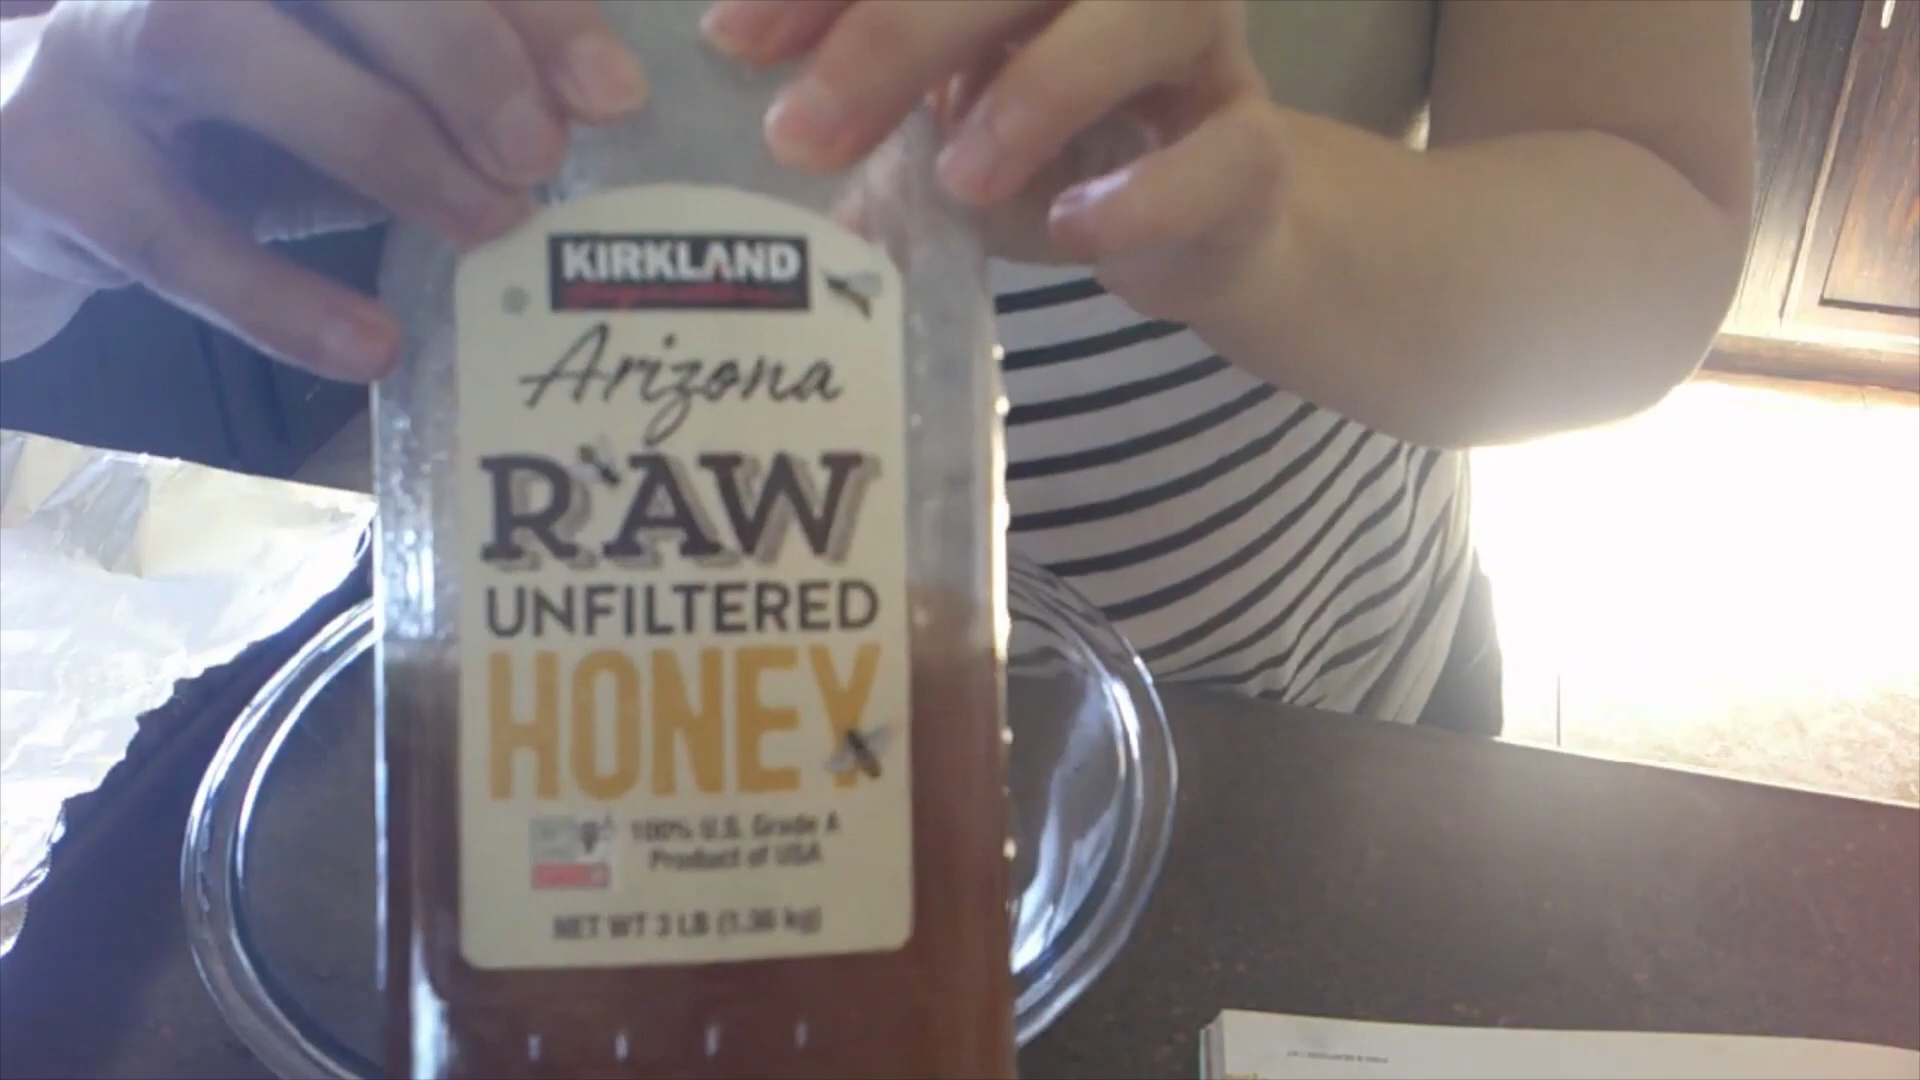 KIRKLAND
Arizona
RAW
UNFILTERED
HONEY
100% U.S. Grade A
Product of USA
NET WT 3 LB (1.36 kg)